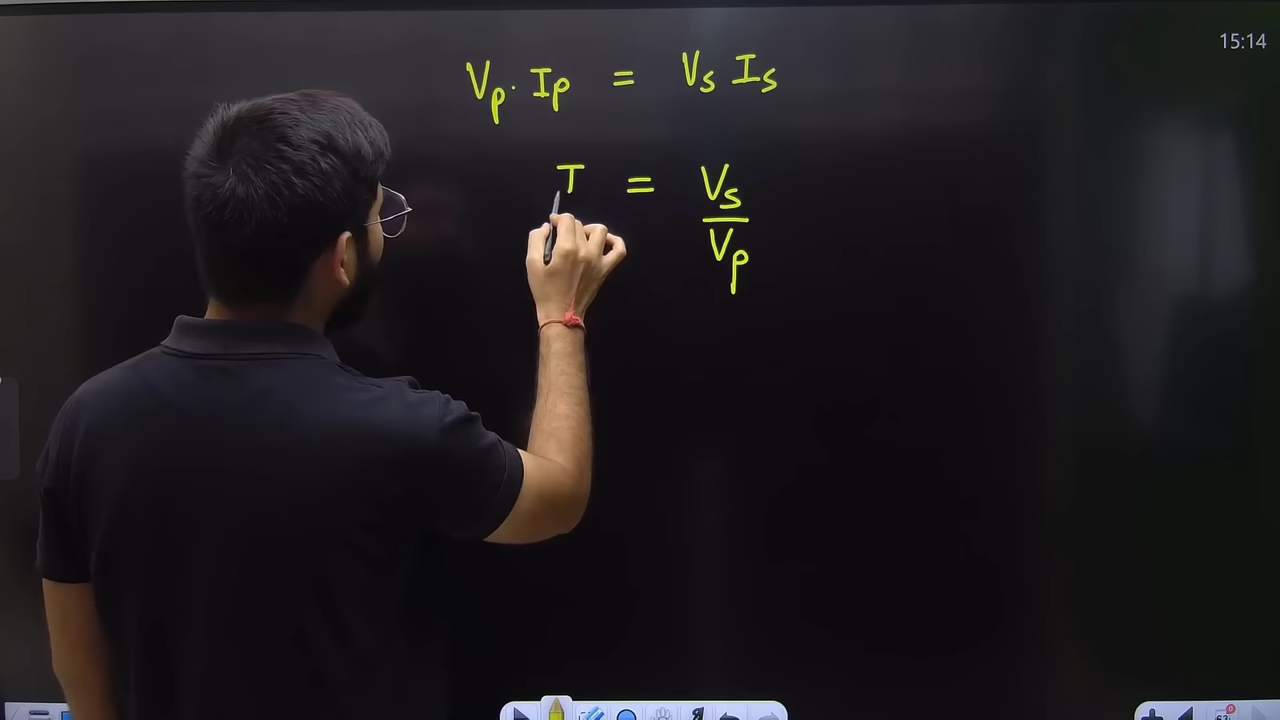 15:14
Vp . Ip = Vs Is
I = Vs/Vp